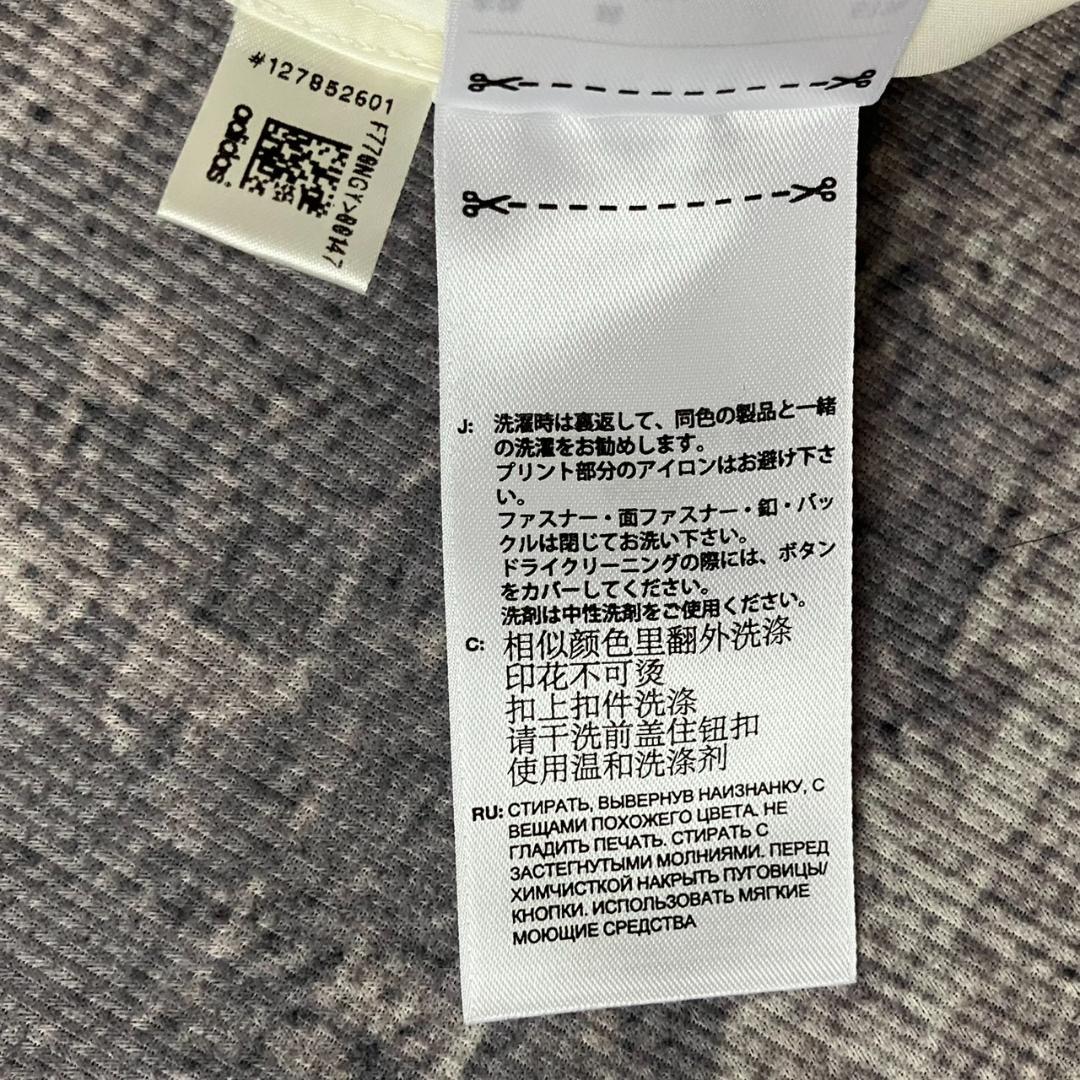 #127852601
adidas
J: 洗濯時は裏返して、同色の製品と一緒
の洗濯をお勧めします。
プリント部分のアイロンはお避け下さ
い。
ファスナー・面ファスナー・釦・バッ
クルは閉じてお洗い下さい。
ドライクリーニングの際には、ボタン
をカバーしてください。
洗剤は中性洗剤をご使用ください。
C: 相似颜色里翻外洗涤
印花不可烫
扣上扣件洗涤
请干洗前盖住钮扣
使用温和洗涤剂
RU: СТИРАТЬ, ВЫВЕРНУВ НАИЗНАНКУ, С
ВЕЩАМИ ПОХОЖЕГО ЦВЕТА. НЕ
ГЛАДИТЬ ПЕЧАТЬ. СТИРАТЬ С
ЗАСТЕГНУТЫМИ МОЛНИЯМИ. ПЕРЕД
ХИМЧИСТКОЙ НАКРЫТЬ ПУГОВИЦЫ/
КНОПКИ. ИСПОЛЬЗОВАТЬ МЯГКИЕ
МОЮЩИЕ СРЕДСТВА